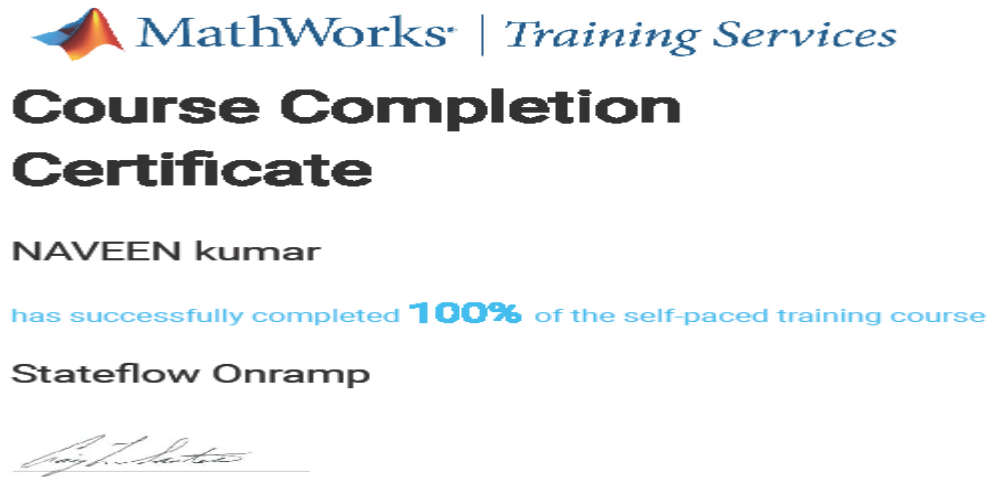 MathWorks® | Training Services
Course Completion
Certificate
NAVEEN kumar
has successfully completed 100% of the self-paced training course
Stateflow Onramp